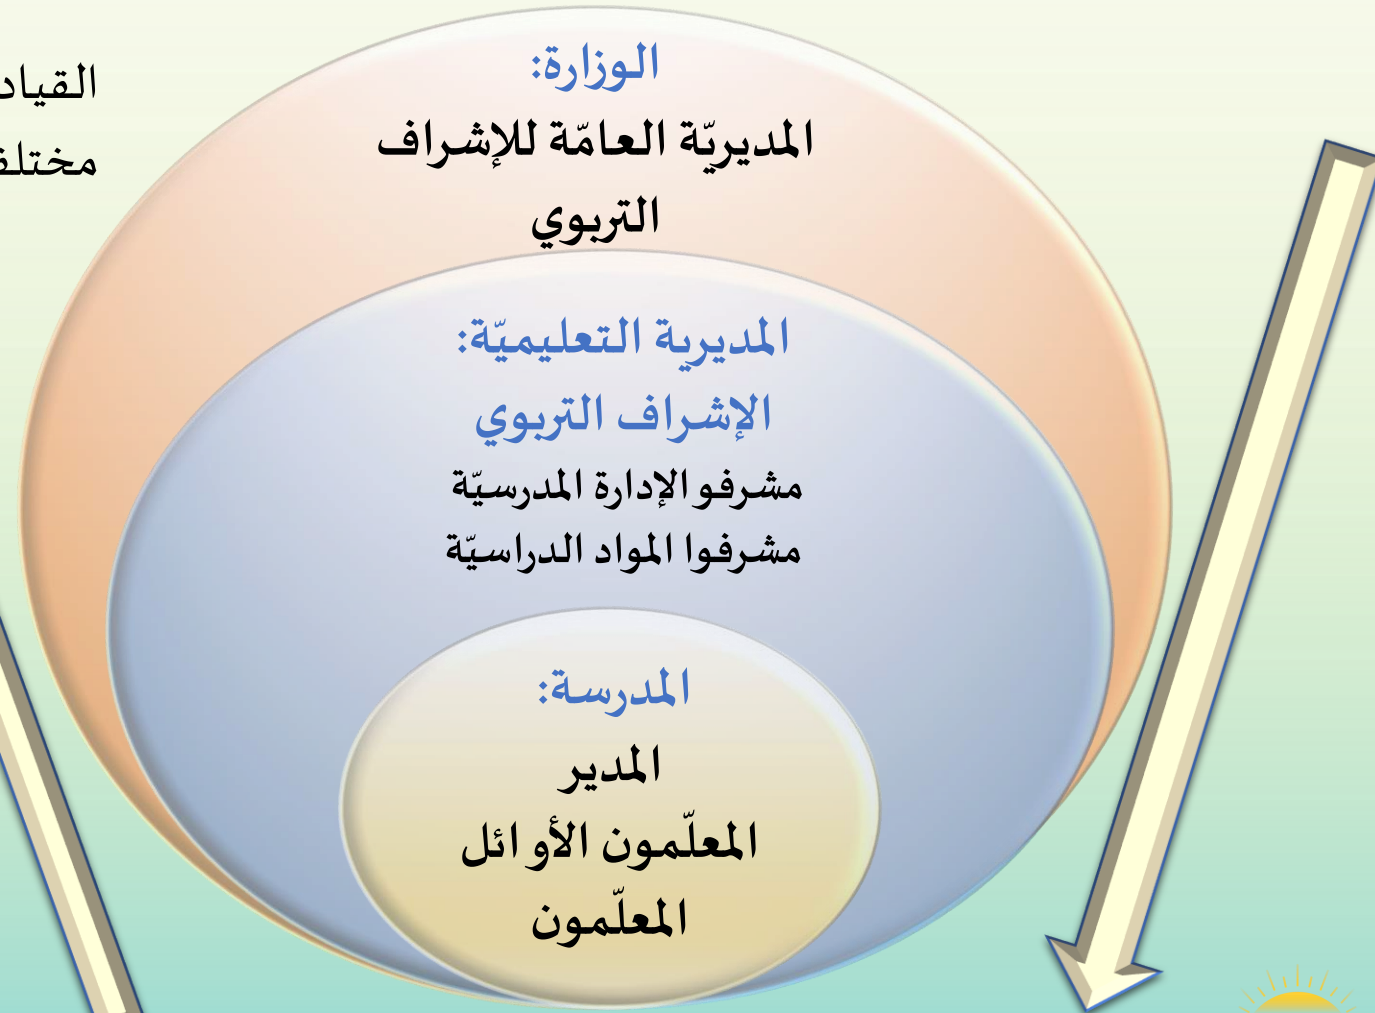 الوزارة:
المديريّة العامّة للإشراف
التربوي
المديرية التعليميّة:
الإشراف التربوي
مشرفو الإدارة المدرسيّة
مشرفوا المواد الدراسيّة
المدرسة:
المدير
المعلّمون الأوائل
المعلّمون